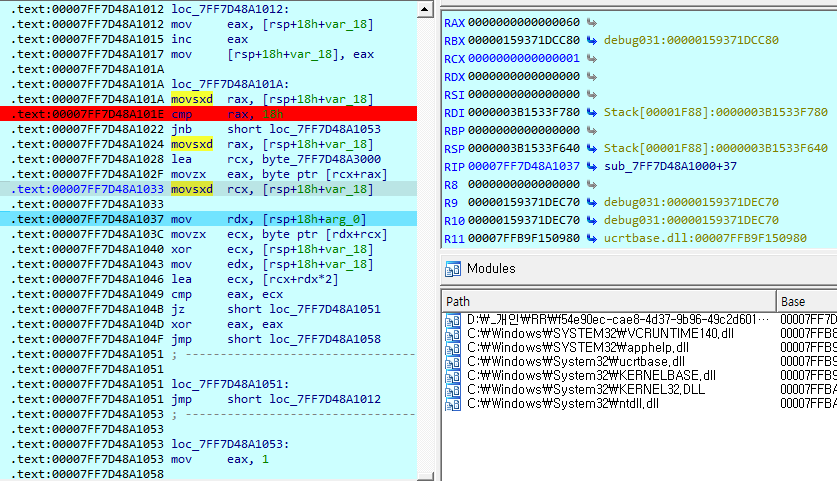 .text:00007FF7D48A1012 loc_7FF7D48A1012:
.text:00007FF7D48A1012 mov     eax, [rsp+18h+var_18]
.text:00007FF7D48A1015 inc     eax
.text:00007FF7D48A1017 mov     [rsp+18h+var_18], eax
.text:00007FF7D48A101A
.text:00007FF7D48A101A loc_7FF7D48A101A:
.text:00007FF7D48A101A movsxd  rax, [rsp+18h+var_18]
.text:00007FF7D48A101E cmp     rax, 18h
.text:00007FF7D48A1022 jnb     short loc_7FF7D48A1053
.text:00007FF7D48A1024 movsxd  rax, [rsp+18h+var_18]
.text:00007FF7D48A1028 lea     rcx, byte_7FF7D48A3000
.text:00007FF7D48A102F movzx   eax, byte ptr [rcx+rax]
.text:00007FF7D48A1033 movsxd  rcx, [rsp+18h+var_18]
.text:00007FF7D48A1033
.text:00007FF7D48A1037 mov     rdx, [rsp+18h+arg_0]
.text:00007FF7D48A103C movzx   ecx, byte ptr [rdx+rcx]
.text:00007FF7D48A1040 xor     ecx, [rsp+18h+var_18]
.text:00007FF7D48A1043 mov     edx, [rsp+18h+var_18]
.text:00007FF7D48A1046 lea     ecx, [rcx+rdx*2]
.text:00007FF7D48A1049 cmp     eax, ecx
.text:00007FF7D48A104B jz      short loc_7FF7D48A1051
.text:00007FF7D48A104D xor     eax, eax
.text:00007FF7D48A104F jmp     short loc_7FF7D48A1058
.text:00007FF7D48A1051 ; ---------------------------
.text:00007FF7D48A1051
.text:00007FF7D48A1051 loc_7FF7D48A1051:
.text:00007FF7D48A1051 jmp     short loc_7FF7D48A1012
.text:00007FF7D48A1053 ; ---------------------------
.text:00007FF7D48A1053
.text:00007FF7D48A1053 loc_7FF7D48A1053:
.text:00007FF7D48A1053 mov     eax, 1
.text:00007FF7D48A1058
RAX 0000000000000060
RBX 00000159371DCC80 debug031:00000159371DCC80
RCX 0000000000000001
RDX 0000000000000000
RSI 0000000000000000
RDI 0000003B1533F780 Stack[00001F88]:0000003B1533F780
RBP 0000000000000000
RSP 0000003B1533F640 Stack[00001F88]:0000003B1533F640
RIP 00007FF7D48A1037 sub_7FF7D48A1000+37
R8 0000000000000000
R9 00000159371DEC70 debug031:00000159371DEC70
R10 00000159371DEC70 debug031:00000159371DEC70
R11 00007FFB9F150980 ucrtbase.dll:00007FFB9F150980
Modules
Path Base
D:₩_개인₩RR₩f54e90ec-cae8-4d37-9b96-49c2d601··· 00007FF7D
C:₩Windows₩SYSTEM32₩VCRUNTIME140.dll 00007FFB8
C:₩Windows₩SYSTEM32₩apphelp.dll 00007FFB9
C:₩Windows₩System32₩ucrtbase.dll 00007FFB9
C:₩Windows₩System32₩KERNELBASE.dll 00007FFB9
C:₩Windows₩System32₩KERNEL32.DLL 00007FFBA
C:₩Windows₩System32₩ntdll.dll 00007FFBA